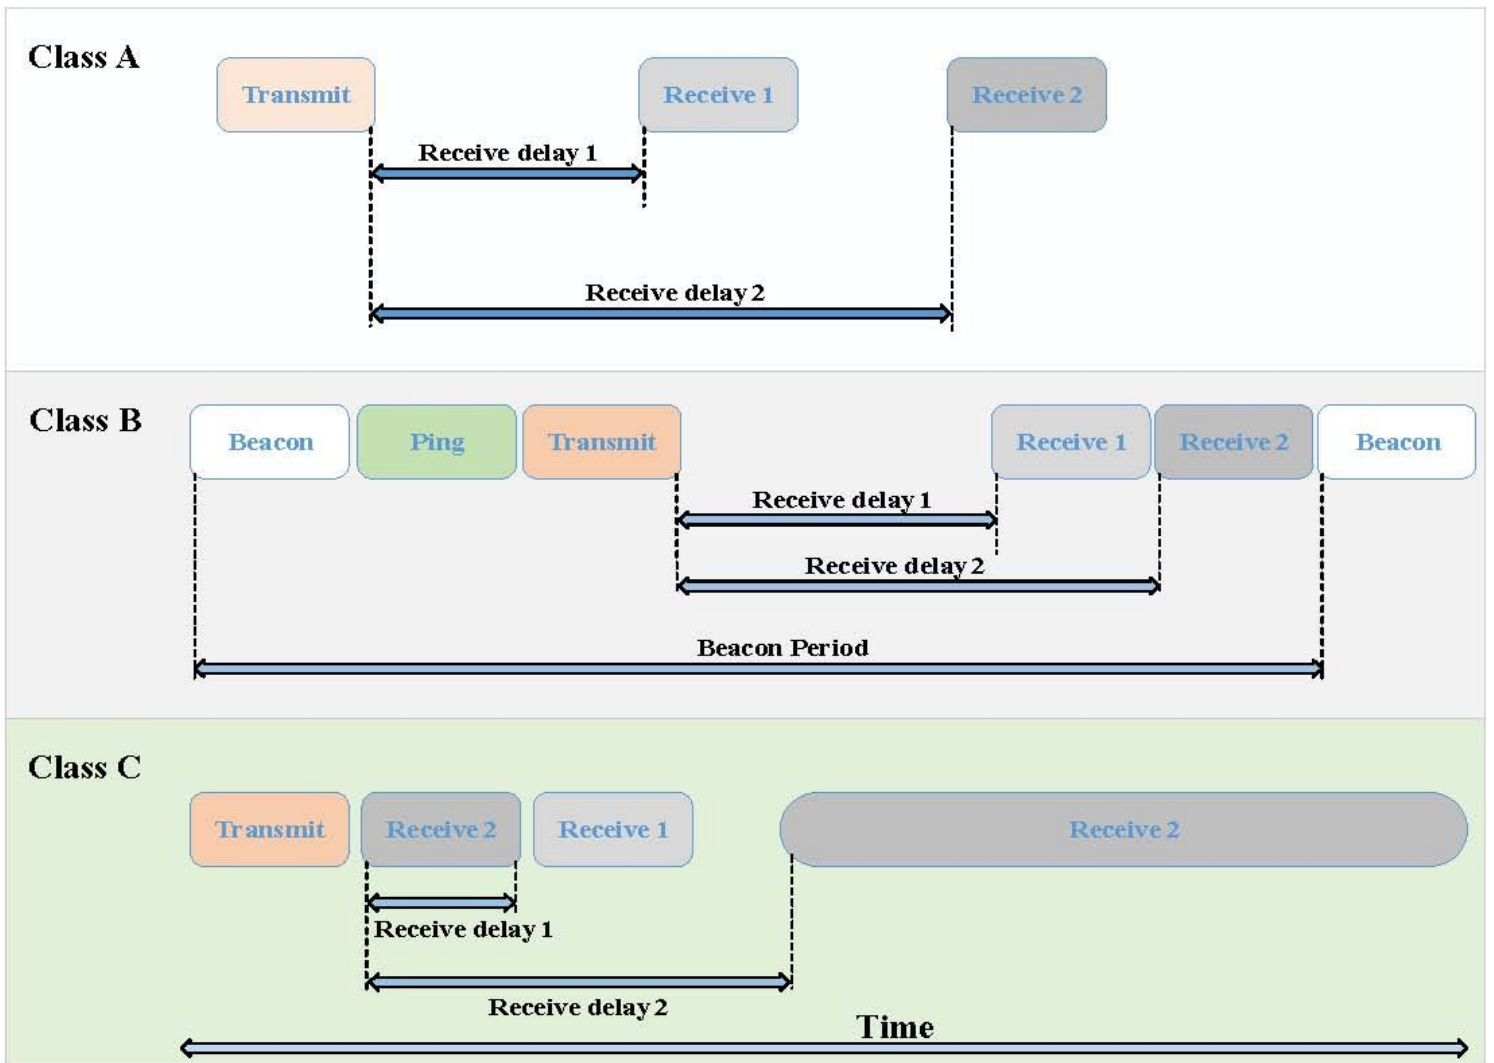 Class A
Transmit
Receive 1
Receive 2
Receive delay 1
Receive delay 2
Class B
Beacon
Ping
Transmit
Receive 1
Receive 2
Beacon
Receive delay 1
Receive delay 2
Beacon Period
Class C
Transmit
Receive 2
Receive 1
Receive 2
Receive delay 1
Receive delay 2
Time